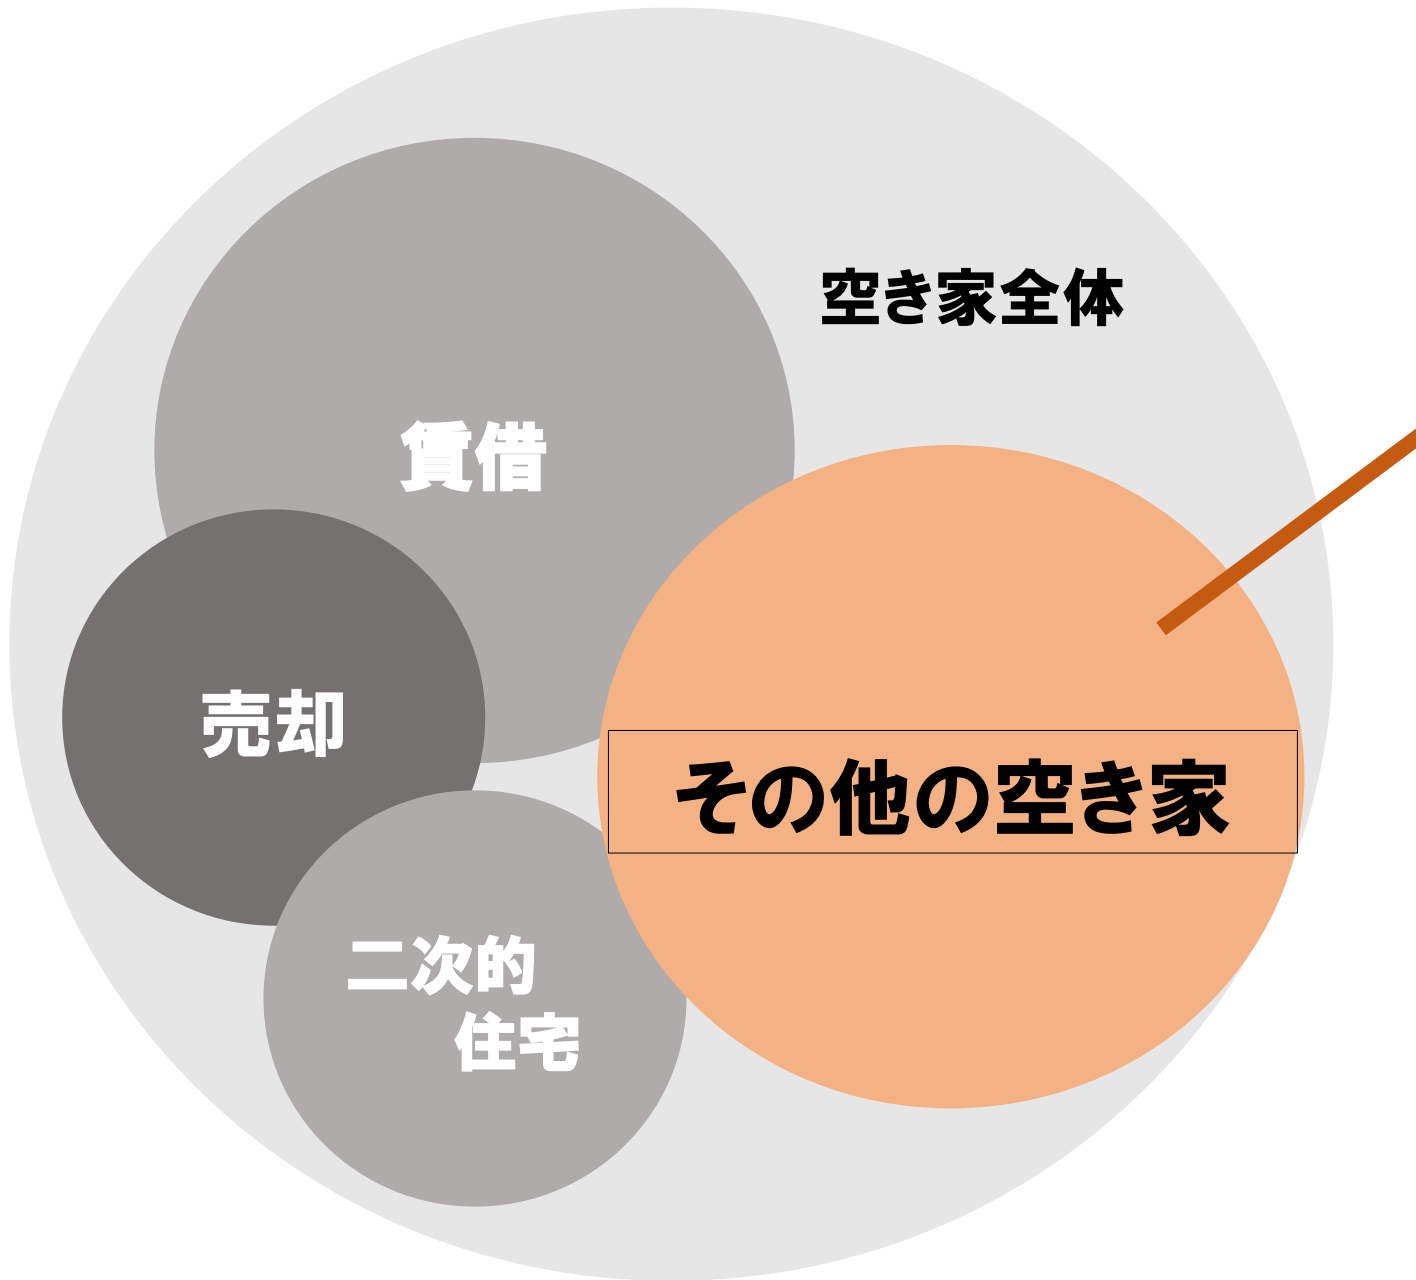 空き家全体
賃借
売却
その他の空き家
二次的
住宅